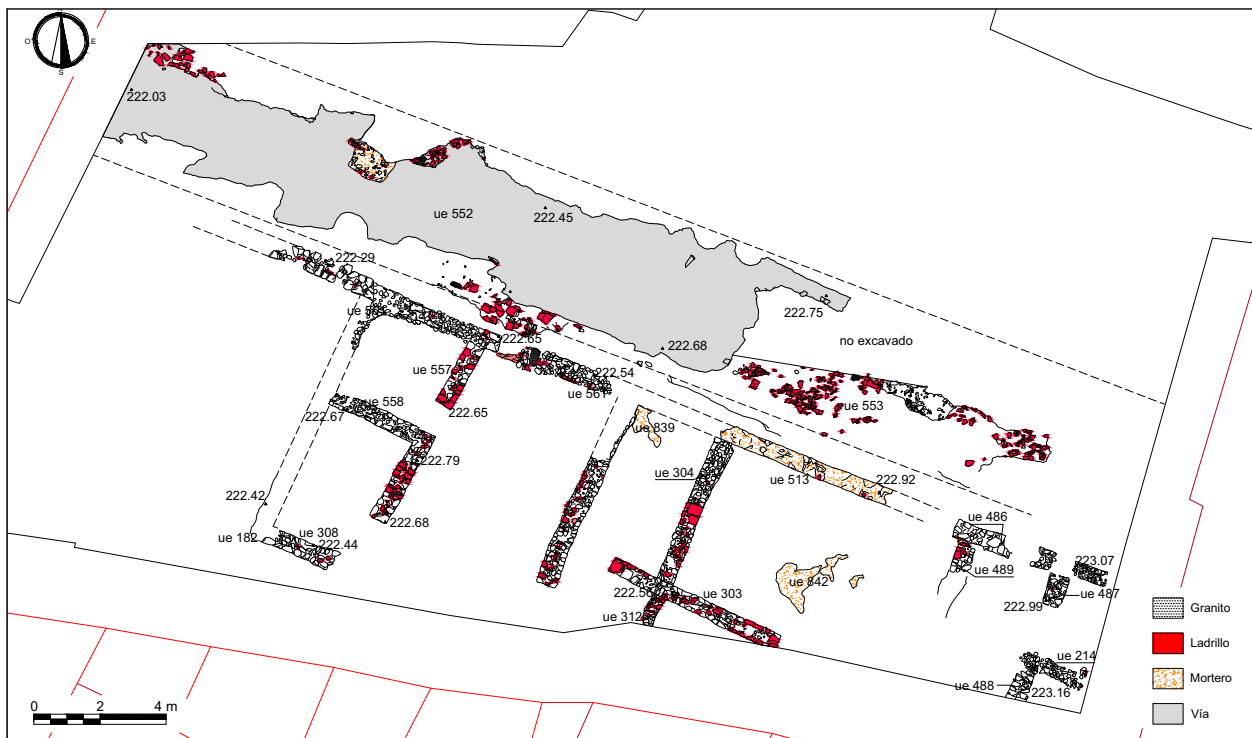 N
O
E
S
222.03
ue 552
222.45
222.29
222.75
222.65
222.68
no excavado
ue 557
222.54
ue 561
ue 558
222.65
ue 553
222.67
ue 839
222.79
ue 304
222.92
ue 513
222.42
222.68
ue 486
ue 182
ue 308
222.44
ue 489
223.07
222.56
ue 303
ue 842
222.99
ue 487
ue 312
Granito
Ladrillo
ue 214
ue 488
223.16
Mortero
Vía
0 2 4 m